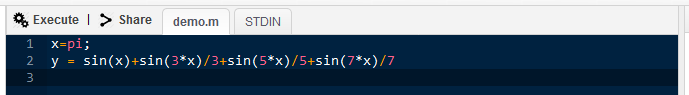 Execute | Share demo.m STDIN
1 x=pi;
2 y = sin(x)+sin(3*x)/3+sin(5*x)/5+sin(7*x)/7
3